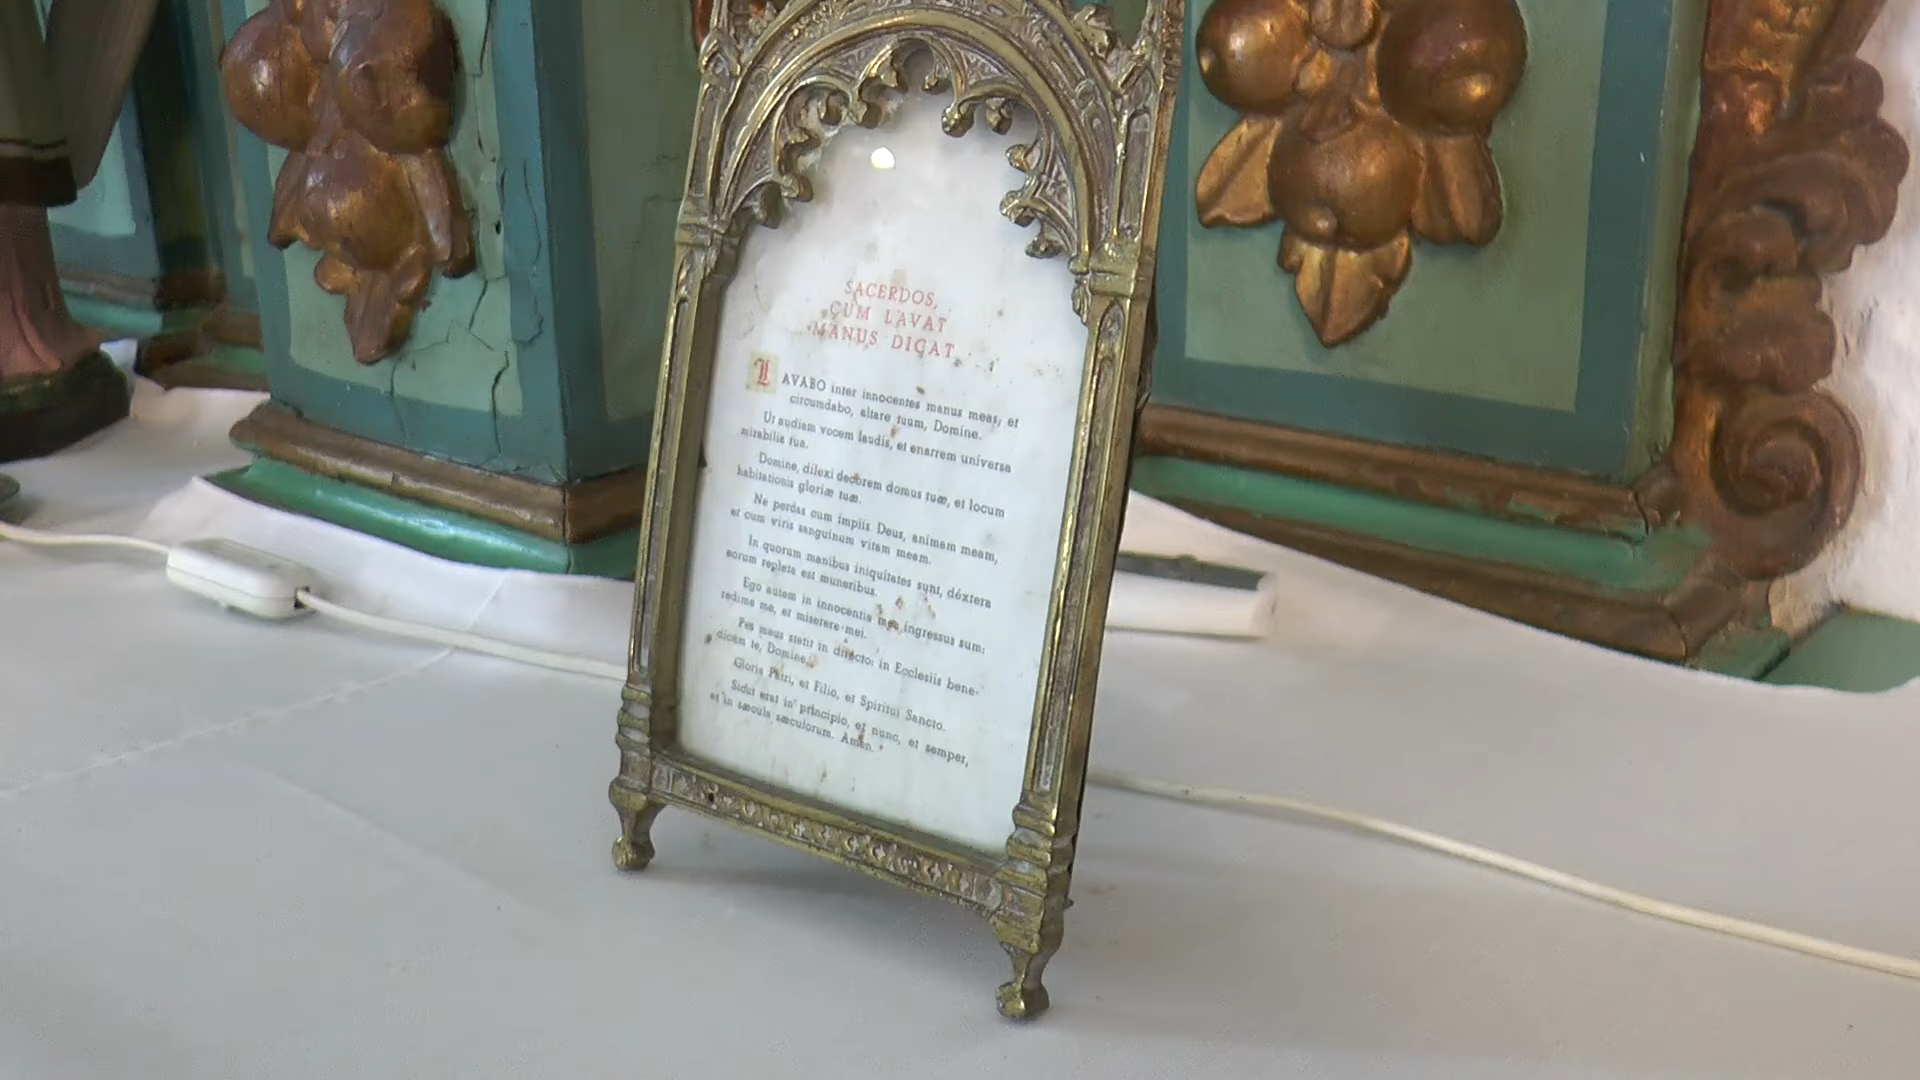 SACERDOS,
CUM LAVAT
MANUS DICAT
LAVABO inter innocentes manus meas, et
circumdabo, altare tuum, Domine.
Ut audiam vocem laudis, et enarrem universa
mirabilia tua.
Domine, dilexi decorem domus tuæ, et locum
habitationis gloriæ tuæ.
Ne perdas cum impiis Deus, animam meam,
et cum viris sanguinum vitam meam.
In quorum manibus iniquitates sunt, déxtera
eorum repleta est muneribus.
Ego autem in innocentia mea ingressus sum:
redime me, et miserere mei.
Pes meus stetit in directo: in Ecclesiis bene-
dicam te, Domine.
Gloria Patri, et Filio, et Spiritui Sancto.
Sicut erat in principio, et nunc, et semper,
et in sæcula sæculorum. Amen.